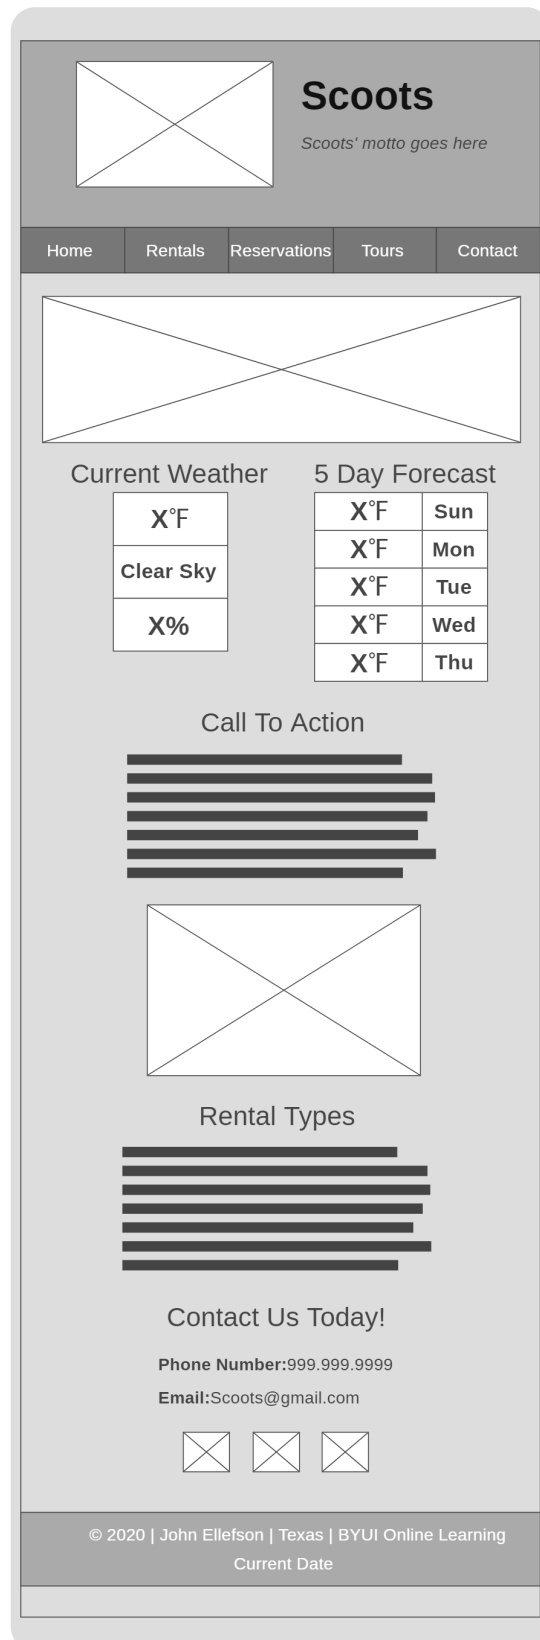 Scoots
Scoots' motto goes here
Home Rentals Reservations Tours Contact
Current Weather
X°F
Clear Sky
X%
5 Day Forecast
X°F Sun
X°F Mon
X°F Tue
X°F Wed
X°F Thu
Call To Action
Rental Types
Contact Us Today!
Phone Number:999.999.9999
Email:Scoots@gmail.com
© 2020 | John Ellefson | Texas | BYUI Online Learning
Current Date